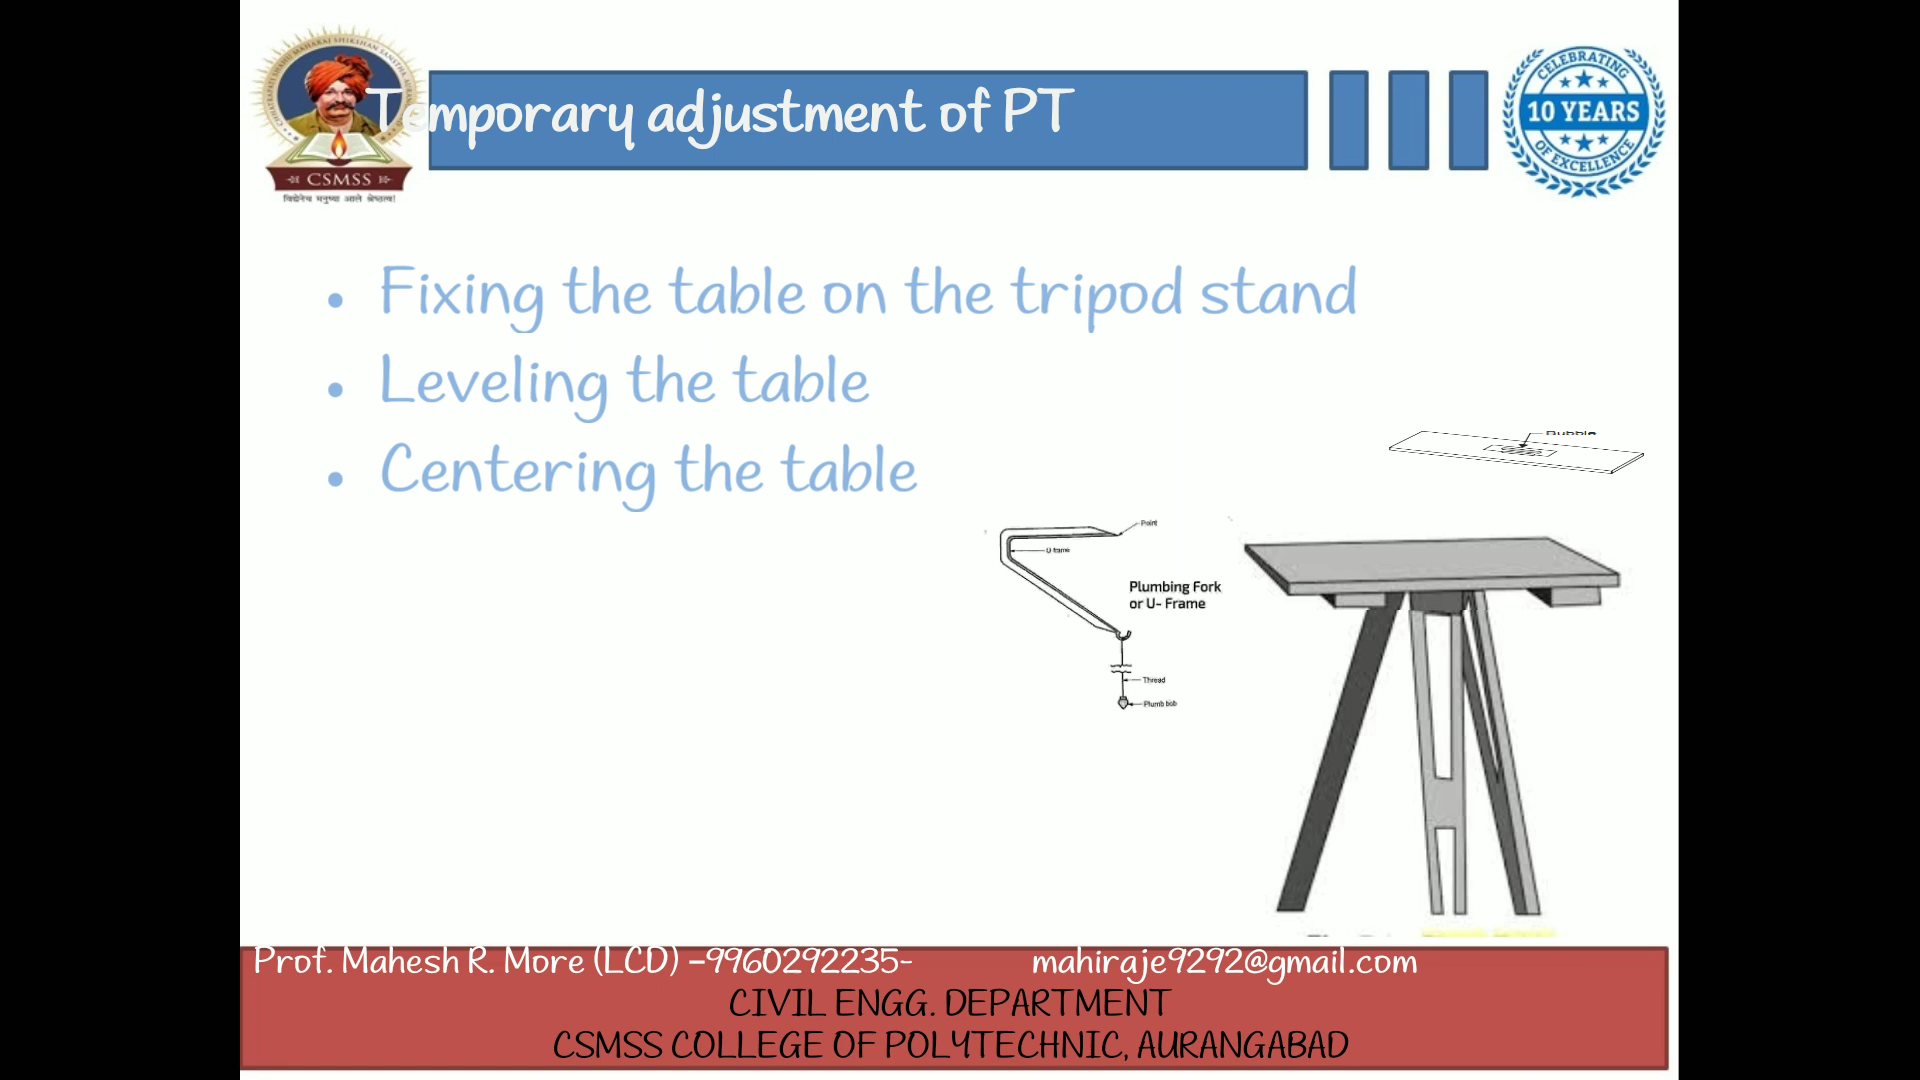 Temporary adjustment of PT
CELEBRATING
10 YEARS
OF EXCELLENCE
CSMSS
• Fixing the table on the tripod stand
• Leveling the table
• Centering the table
Bubble
Point
U-frame
Plumbing Fork
or U- Frame
Thread
Plumb bob
Prof. Mahesh R. More (LCD) -9960292235- mahiraje9292@gmail.com
CIVIL ENGG. DEPARTMENT
CSMSS COLLEGE OF POLYTECHNIC, AURANGABAD